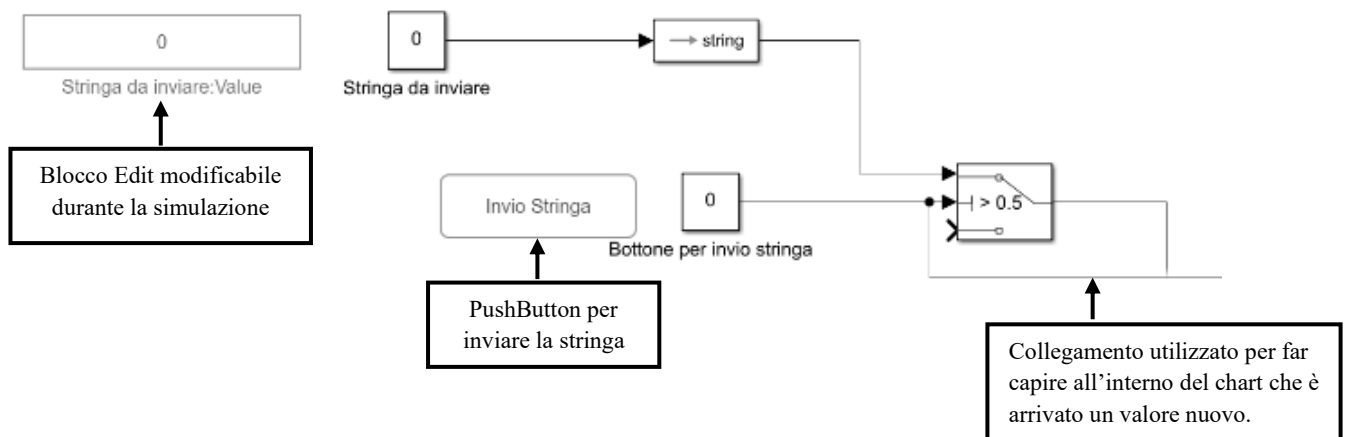 0
Stringa da inviare:Value
Blocco Edit modificabile
durante la simulazione
0
Stringa da inviare
string
Invio Stringa
PushButton per
inviare la stringa
0
Bottone per invio stringa
> 0.5
Collegamento utilizzato per far
capire all’interno del chart che è
arrivato un valore nuovo.